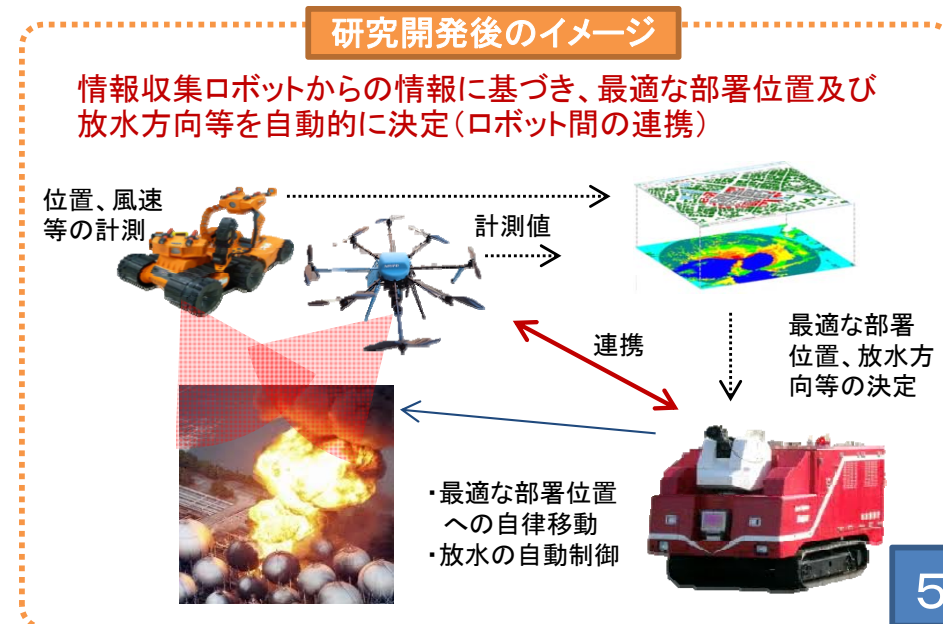 研究開発後のイメージ
情報収集ロボットからの情報に基づき、最適な部署位置及び
放水方向等を自動的に決定（ロボット間の連携）
位置、風速
等の計測
計測値
最適な部署
位置、放水方
向等の決定
連携
・最適な部署位置
への自律移動
・放水の自動制御
5